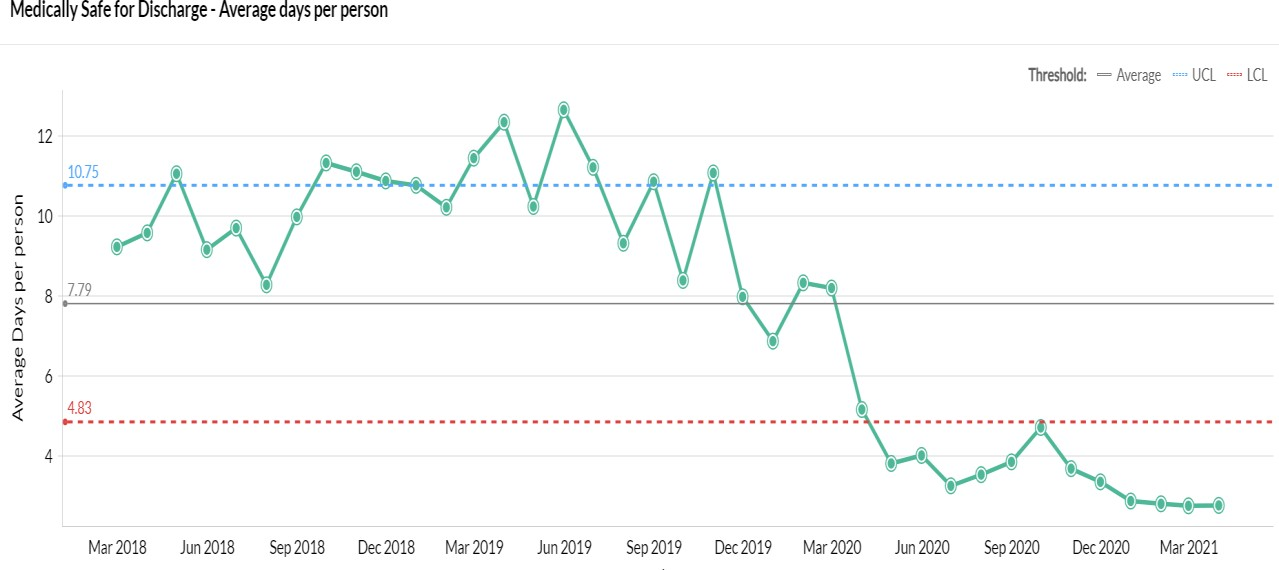 Medically Safe for Discharge - Average days per person
Threshold: Average UCL LCL
Average Days per person
12
10.75
10
7.79
8
6
4.83
4
Mar 2018 Jun 2018 Sep 2018 Dec 2018 Mar 2019 Jun 2019 Sep 2019 Dec 2019 Mar 2020 Jun 2020 Sep 2020 Dec 2020 Mar 2021